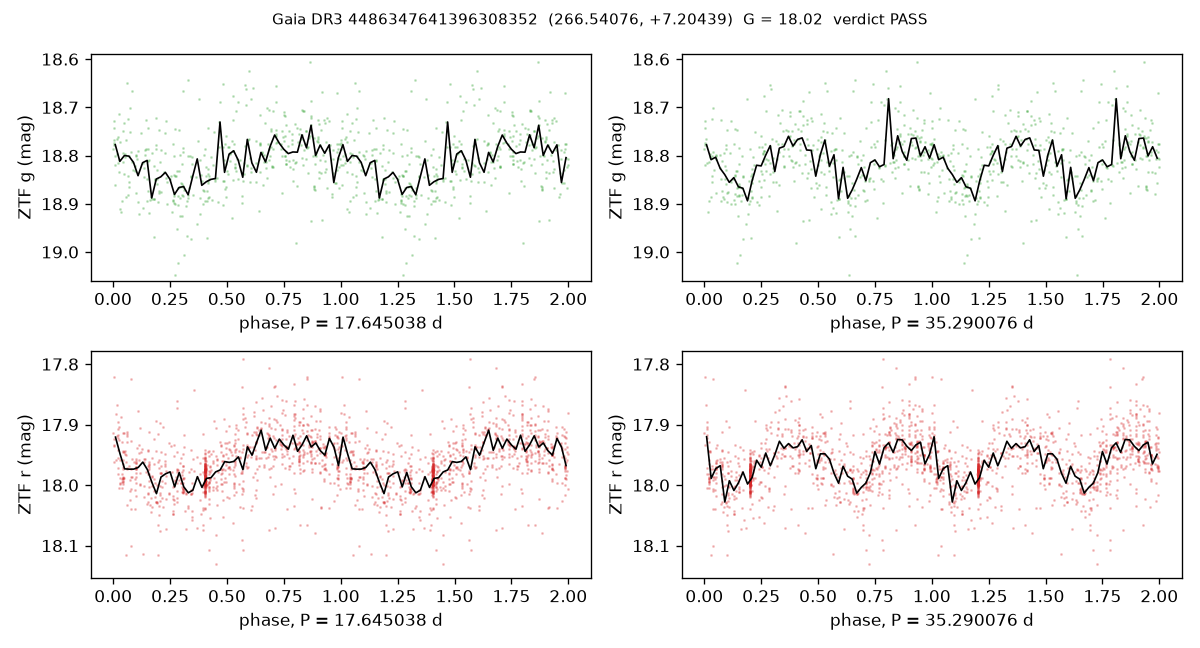 Gaia DR3 4486347641396308352 (266.54076, +7.20439) G = 18.02 verdict PASS
ZTF g (mag)
18.6
18.7
18.8
18.9
19.0
0.00 0.25 0.50 0.75 1.00 1.25 1.50 1.75 2.00
phase, P = 17.645038 d
ZTF g (mag)
18.6
18.7
18.8
18.9
19.0
0.00 0.25 0.50 0.75 1.00 1.25 1.50 1.75 2.00
phase, P = 35.290076 d
ZTF r (mag)
17.8
17.9
18.0
18.1
0.00 0.25 0.50 0.75 1.00 1.25 1.50 1.75 2.00
phase, P = 17.645038 d
ZTF r (mag)
17.8
17.9
18.0
18.1
0.00 0.25 0.50 0.75 1.00 1.25 1.50 1.75 2.00
phase, P = 35.290076 d